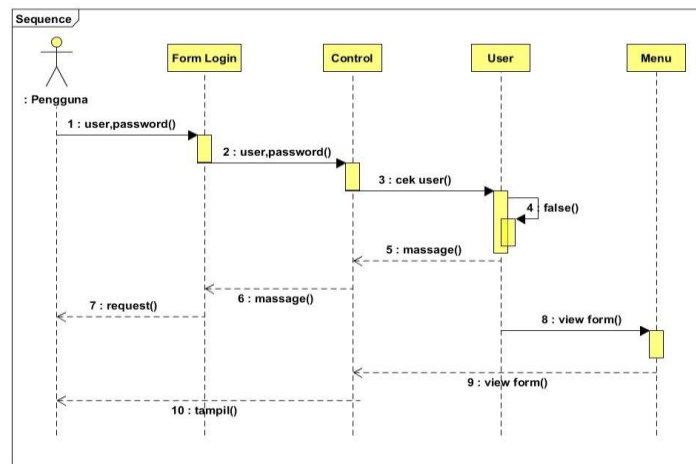 Sequence
Form Login
Control
User
Menu
: Pengguna
1 : user,password()
2 : user,password()
3 : cek user()
4 : false()
5 : massage()
6 : massage()
7 : request()
8 : view form()
9 : view form()
10 : tampil()